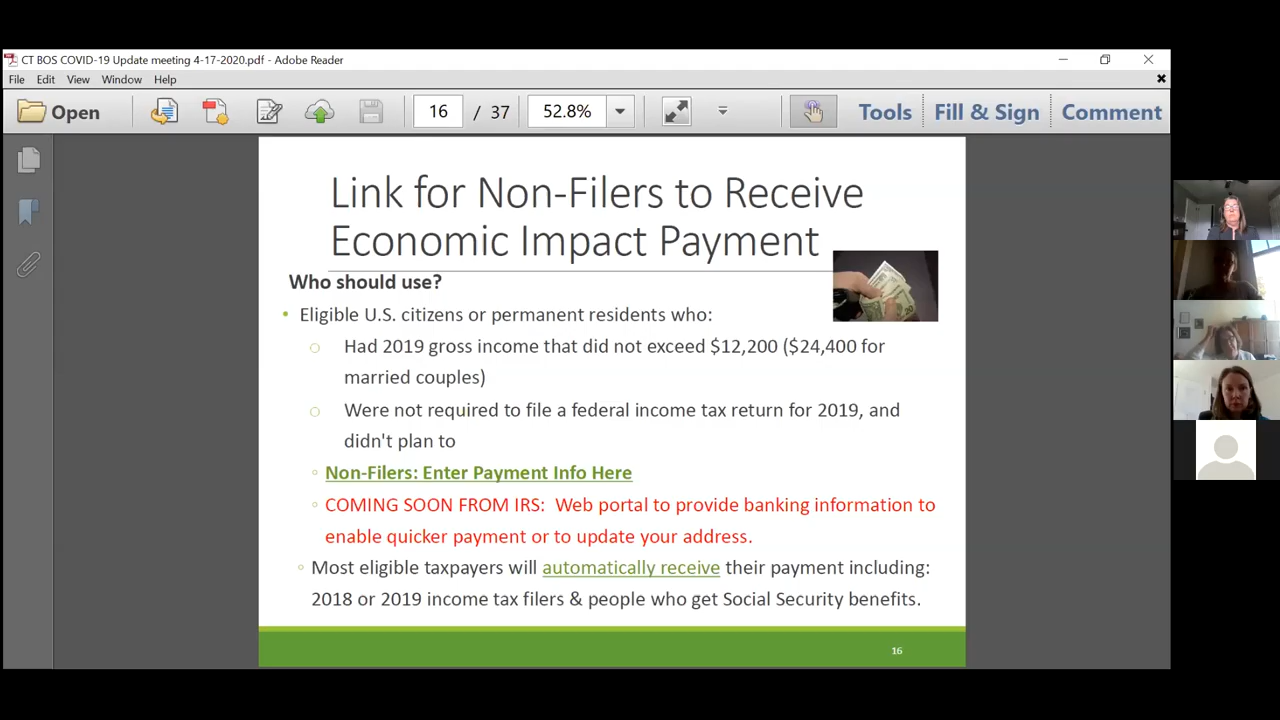 CT BOS COVID-19 Update meeting 4-17-2020.pdf - Adobe Reader
File Edit View Window Help
Open 16 / 37 52.8% Tools Fill & Sign Comment
Link for Non-Filers to Receive
Economic Impact Payment
Who should use?
• Eligible U.S. citizens or permanent residents who:
○ Had 2019 gross income that did not exceed $12,200 ($24,400 for
married couples)
○ Were not required to file a federal income tax return for 2019, and
didn't plan to
◦ Non-Filers: Enter Payment Info Here
◦ COMING SOON FROM IRS: Web portal to provide banking information to
enable quicker payment or to update your address.
◦ Most eligible taxpayers will automatically receive their payment including:
2018 or 2019 income tax filers & people who get Social Security benefits.
16